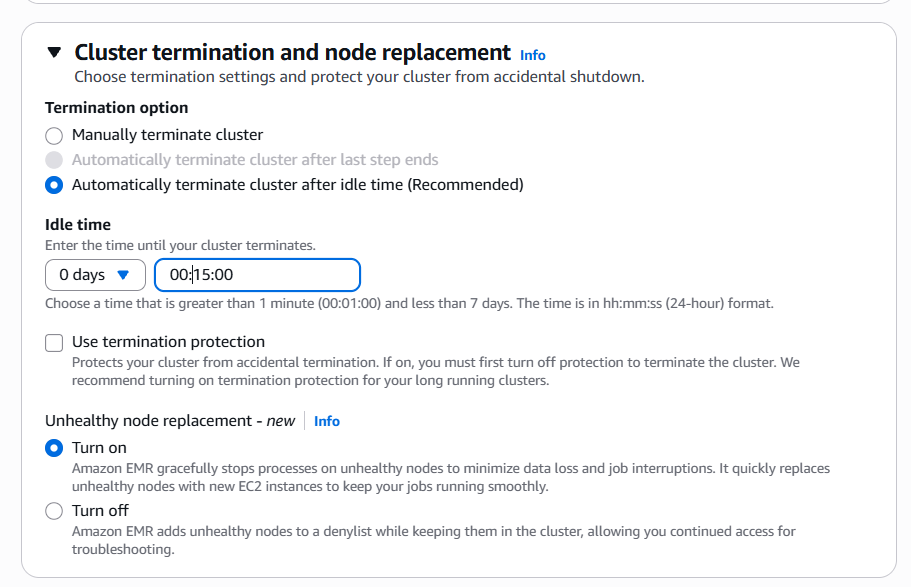 Cluster termination and node replacement Info
Choose termination settings and protect your cluster from accidental shutdown.
Termination option
Manually terminate cluster
Automatically terminate cluster after last step ends
Automatically terminate cluster after idle time (Recommended)
Idle time
Enter the time until your cluster terminates.
0 days 00:15:00
Choose a time that is greater than 1 minute (00:01:00) and less than 7 days. The time is in hh:mm:ss (24-hour) format.
Use termination protection
Protects your cluster from accidental termination. If on, you must first turn off protection to terminate the cluster. We
recommend turning on termination protection for your long running clusters.
Unhealthy node replacement - new Info
Turn on
Amazon EMR gracefully stops processes on unhealthy nodes to minimize data loss and job interruptions. It quickly replaces
unhealthy nodes with new EC2 instances to keep your jobs running smoothly.
Turn off
Amazon EMR adds unhealthy nodes to a denylist while keeping them in the cluster, allowing you continued access for
troubleshooting.